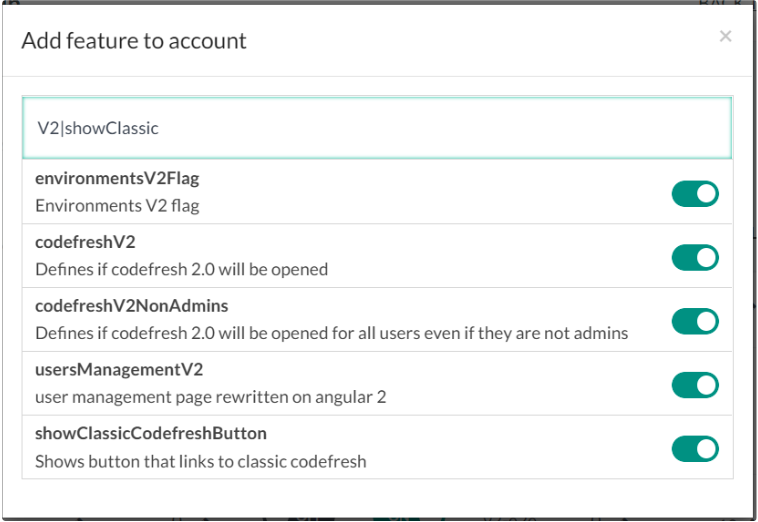 Add feature to account
×
V2|showClassic
environmentsV2Flag
Environments V2 flag
codefreshV2
Defines if codefresh 2.0 will be opened
codefreshV2NonAdmins
Defines if codefresh 2.0 will be opened for all users even if they are not admins
usersManagementV2
user management page rewritten on angular 2
showClassicCodefreshButton
Shows button that links to classic codefresh